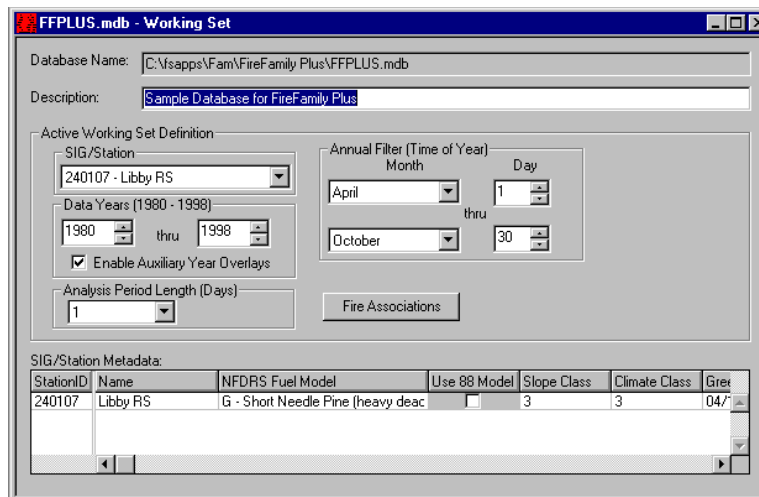 FFPLUS.mdb - Working Set
Database Name: C:\fsapps\Fam\FireFamily Plus\FFPLUS.mdb
Description: Sample Database for FireFamily Plus
Active Working Set Definition
SIG/Station
240107 - Libby RS
Data Years (1980 - 1998)
1980 thru 1998
Enable Auxiliary Year Overlays
Analysis Period Length (Days)
1
Annual Filter (Time of Year)
Month Day
April 1
thru
October 30
Fire Associations
SIG/Station Metadata:
StationID Name NFDRS Fuel Model Use 88 Model Slope Class Climate Class Gree
240107 Libby RS G - Short Needle Pine (heavy deac 3 3 04/1